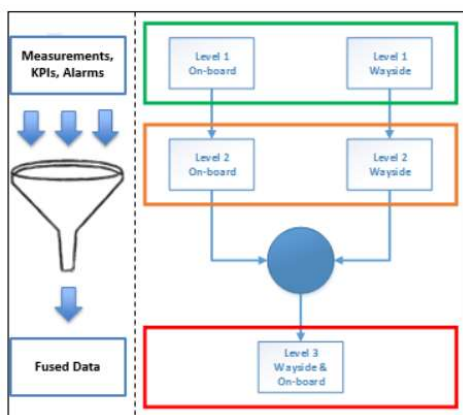 Measurements,
KPIs, Alarms
Fused Data
Level 1
On-board
Level 1
Wayside
Level 2
On-board
Level 2
Wayside
Level 3
Wayside &
On-board